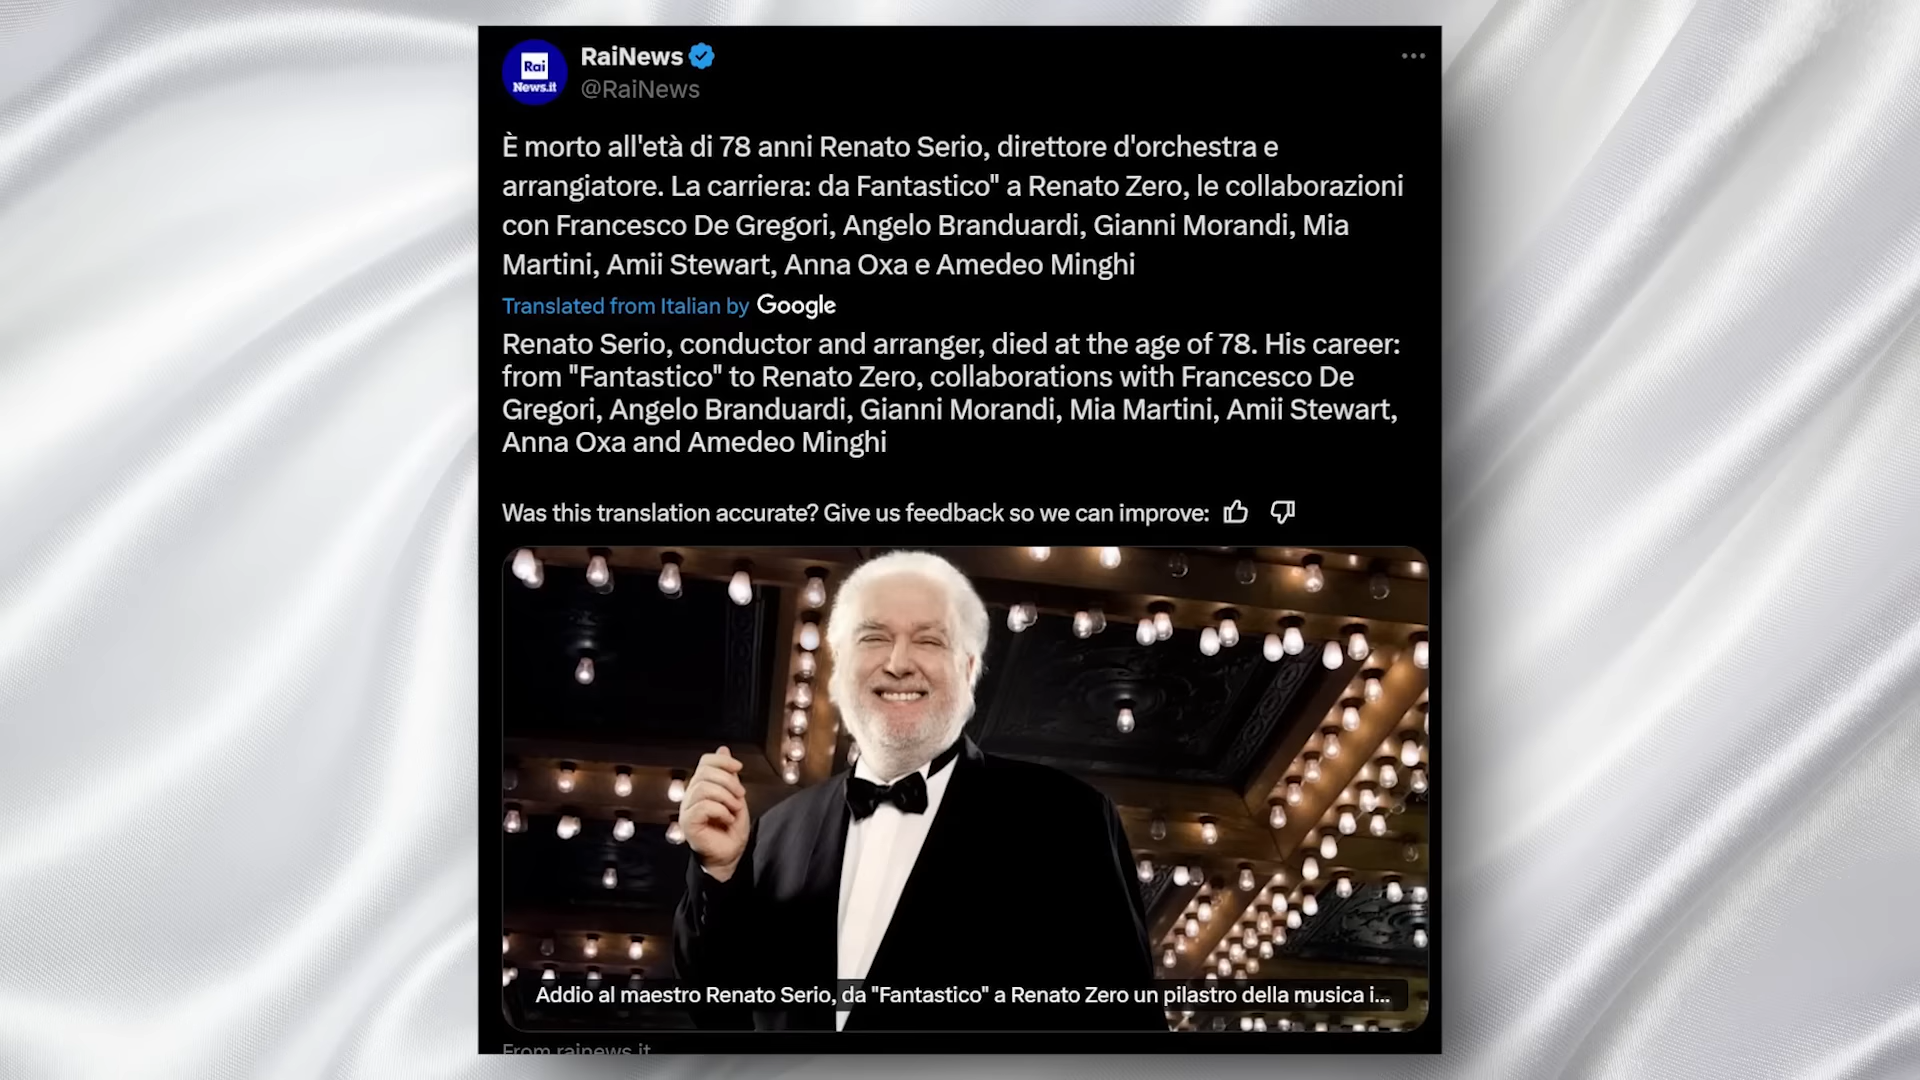 Rai
News.it
RaiNews
@RaiNews
È morto all'età di 78 anni Renato Serio, direttore d'orchestra e
arrangiatore. La carriera: da Fantastico" a Renato Zero, le collaborazioni
con Francesco De Gregori, Angelo Branduardi, Gianni Morandi, Mia
Martini, Amii Stewart, Anna Oxa e Amedeo Minghi
Translated from Italian by Google
Renato Serio, conductor and arranger, died at the age of 78. His career:
from "Fantastico" to Renato Zero, collaborations with Francesco De
Gregori, Angelo Branduardi, Gianni Morandi, Mia Martini, Amii Stewart,
Anna Oxa and Amedeo Minghi
Was this translation accurate? Give us feedback so we can improve:
Addio al maestro Renato Serio, da "Fantastico" a Renato Zero un pilastro della musica i...
From rainews.it